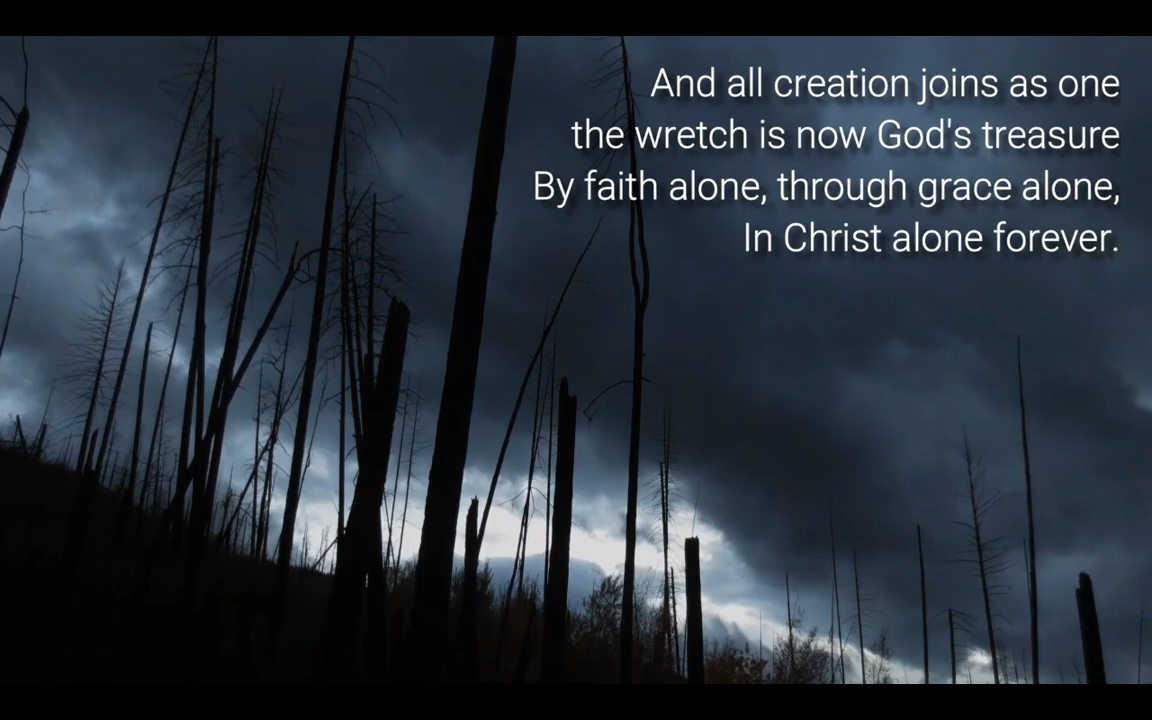 And all creation joins as one
the wretch is now God's treasure
By faith alone, through grace alone,
In Christ alone forever.